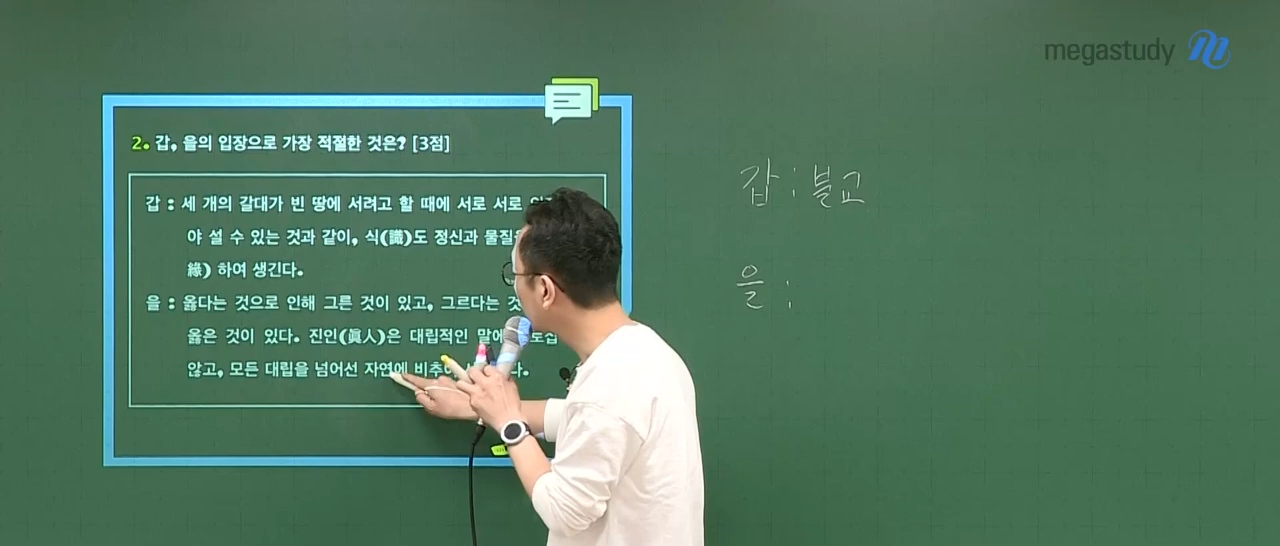 megastudy
2. 갑, 을의 입장으로 가장 적절한 것은? [3점]
갑 : 세 개의 갈대가 빈 땅에 서려고 할 때에 서로 서로
야 설 수 있는 것과 같이, 식(識)도 정신과 물질
緣) 하여 생긴다.
을 : 옳다는 것으로 인해 그른 것이 있고, 그르다는
옳은 것이 있다. 진인(眞人)은 대립적인
않고, 모든 대립을 넘어선 자연에 다.
갑 : 불교
을 :